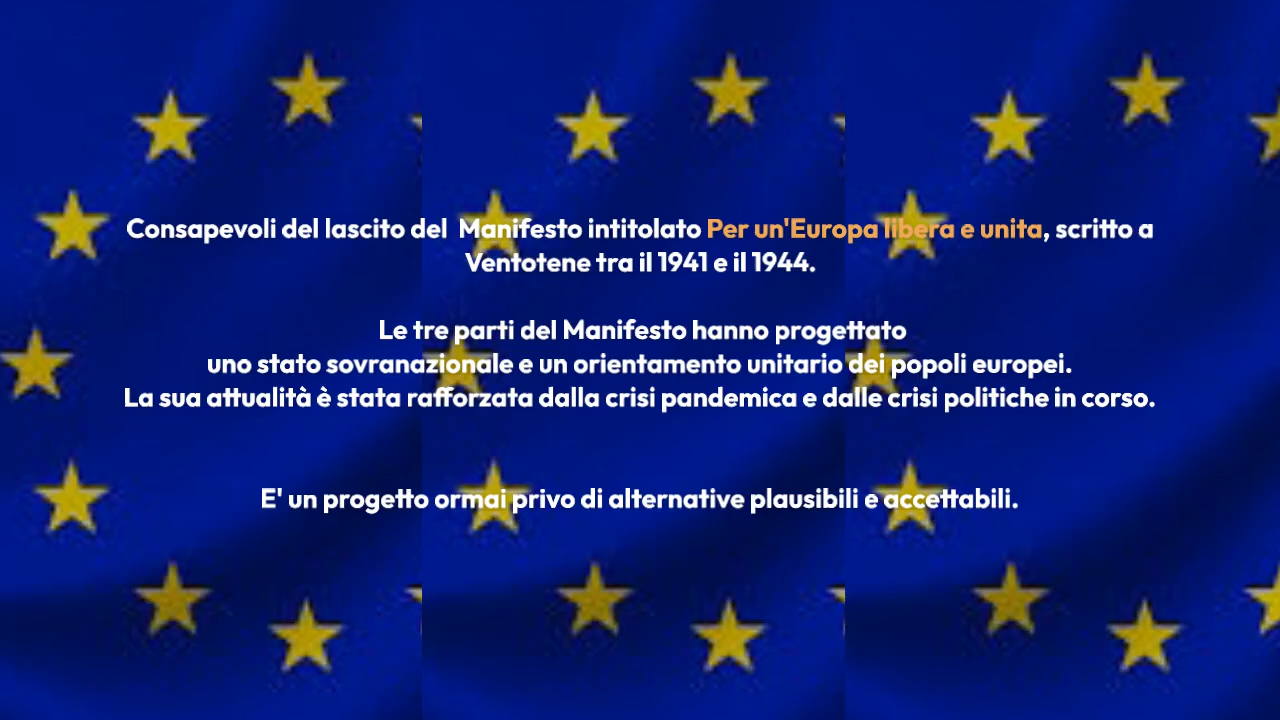 Consapevoli del lascito del  Manifesto intitolato Per un'Europa libera e unita, scritto a
Ventotene tra il 1941 e il 1944.
Le tre parti del Manifesto hanno progettato
uno stato sovranazionale e un orientamento unitario dei popoli europei.
La sua attualità è stata rafforzata dalla crisi pandemica e dalle crisi politiche in corso.
E' un progetto ormai privo di alternative plausibili e accettabili.